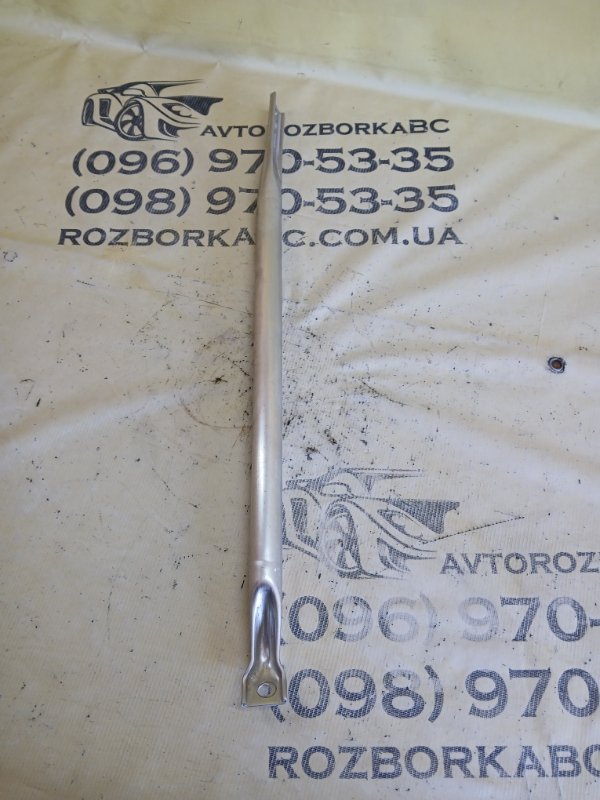 AVTOROZBORKABC
(096) 970-53-35
(098) 970-53-35
ROZBORKABC.COM.UA
AVTOROZ
(096) 970-
(098) 970
ROZBORKABC